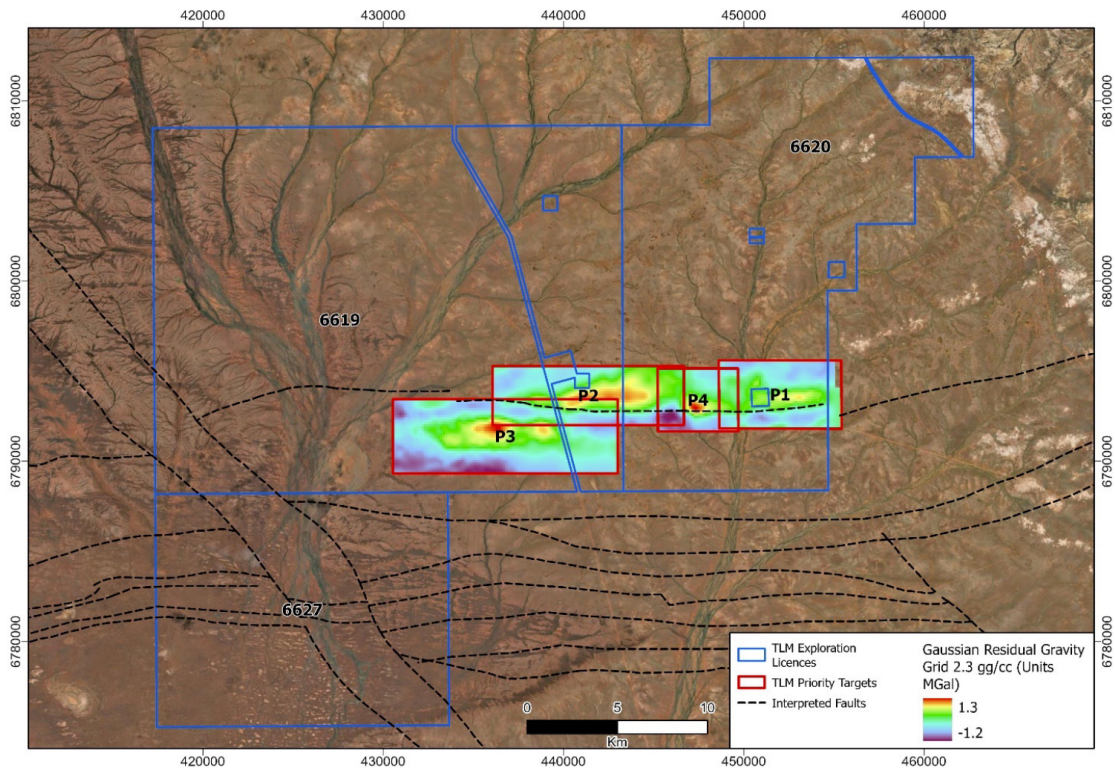 420000
430000
440000
450000
460000
6810000
6810000
6620
6800000
6800000
6619
P2
P4
P1
P3
6790000
6790000
6627
6780000
6780000
TLM Exploration
Licences
TLM Priority Targets
Interpreted Faults
Gaussian Residual Gravity
Grid 2.3 gg/cc (Units
MGal)
1.3
-1.2
0
5
10
Km
420000
430000
440000
450000
460000